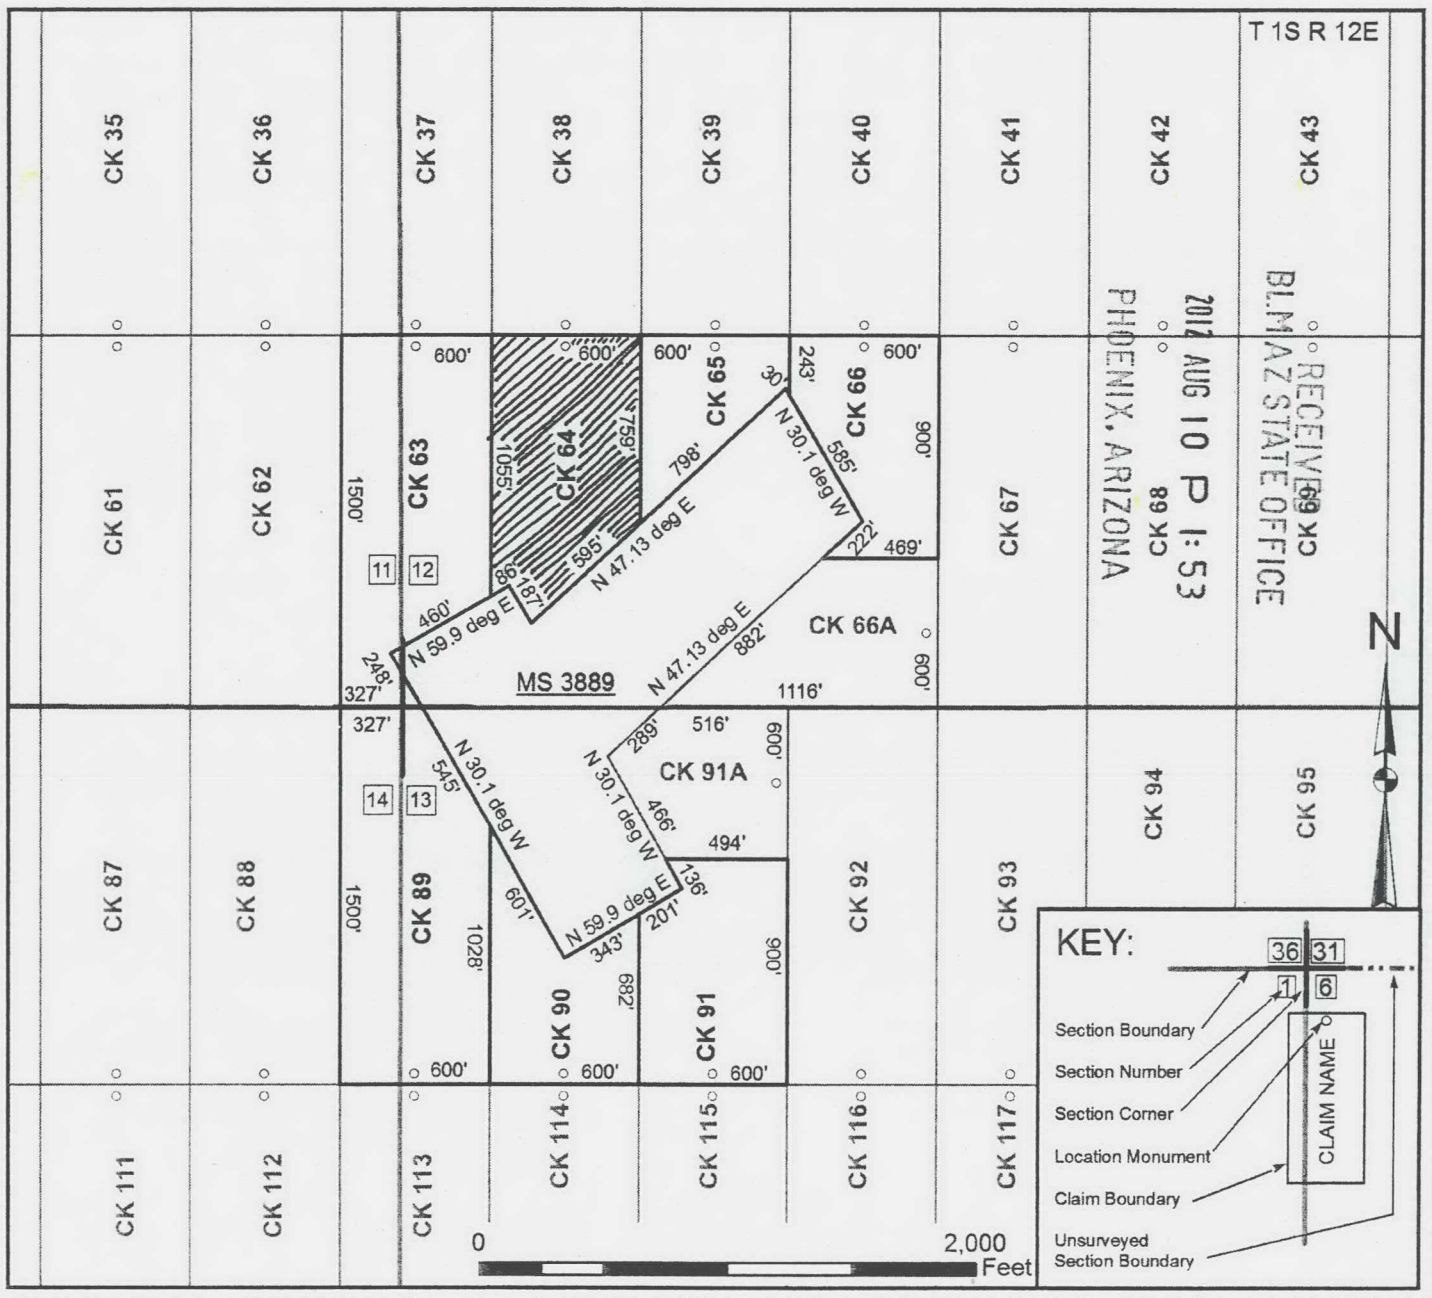 T 1S R 12E
CK 35
CK 36
CK 37
CK 38
CK 39
CK 40
CK 41
CK 42
CK 43
RECEIVED
BLM AZ STATE OFFICE
2012 AUG 10 P 1:53
PHOENIX, ARIZONA
600'
600'
600'
30'
243'
600'
CK 61
CK 62
CK 63
CK 64
CK 65
CK 66
CK 67
CK 68
CK 69
1500'
1055'
759'
798'
N 47.13 deg E
N 30.1 deg W
585'
900'
222'
469'
11
12
86'
187'
595'
460'
N 59.9 deg E
248'
327'
MS 3889
N 47.13 deg E
882'
CK 66A
600'
1116'
N
327'
545'
N 30.1 deg W
289'
516'
600'
CK 91A
N 30.1 deg W
466'
494'
136'
14
13
CK 87
CK 88
CK 89
CK 90
CK 91
CK 92
CK 93
CK 94
CK 95
1500'
1028'
601'
N 59.9 deg E
343'
201'
682'
900'
600'
600'
600'
CK 111
CK 112
CK 113
CK 114
CK 115
CK 116
CK 117
0
2,000
Feet
KEY:
36
31
1
6
Section Boundary
Section Number
Section Corner
Location Monument
Claim Boundary
Unsurveyed
Section Boundary
CLAIM NAME